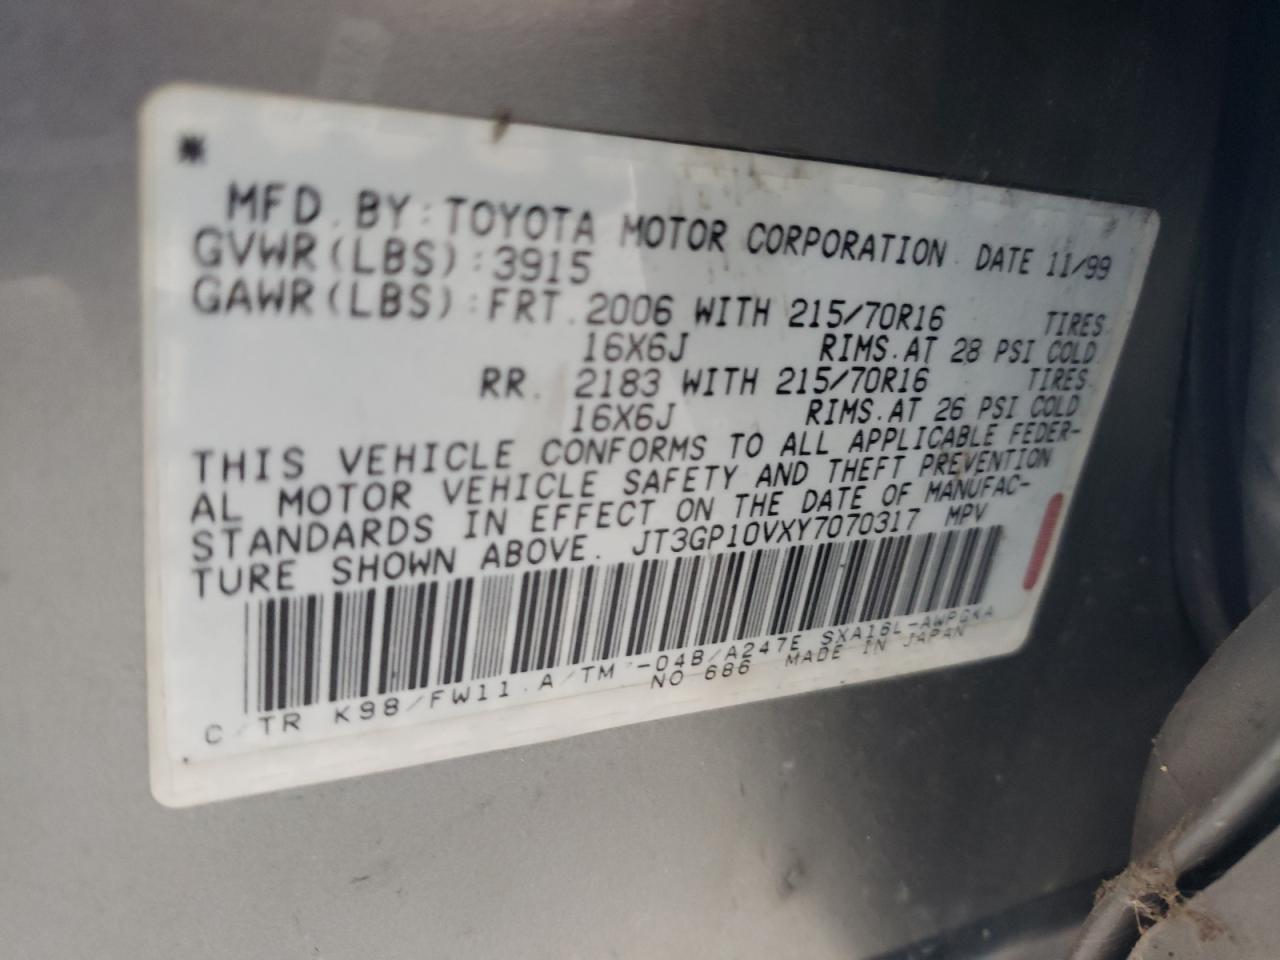 MFD. BY: TOYOTA MOTOR CORPORATION DATE 11/99
GVWR(LBS):3915
GAWR(LBS):FRT. 2006 WITH 215/70R16 TIRES.
16X6J RIMS.AT 28 PSI COLD.
RR. 2183 WITH 215/70R16 TIRES.
16X6J RIMS.AT 26 PSI COLD
THIS VEHICLE CONFORMS TO ALL APPLICABLE FEDER-
AL MOTOR VEHICLE SAFETY AND THEFT PREVENTION
STANDARDS IN EFFECT ON THE DATE OF MANUFAC-
TURE SHOWN ABOVE. JT3GP10VXY7070317 MPV
C/TR K98/FW11 A/TM -04B/A247E SXA16L-AWPGKA
NO 686 MADE IN JAPAN